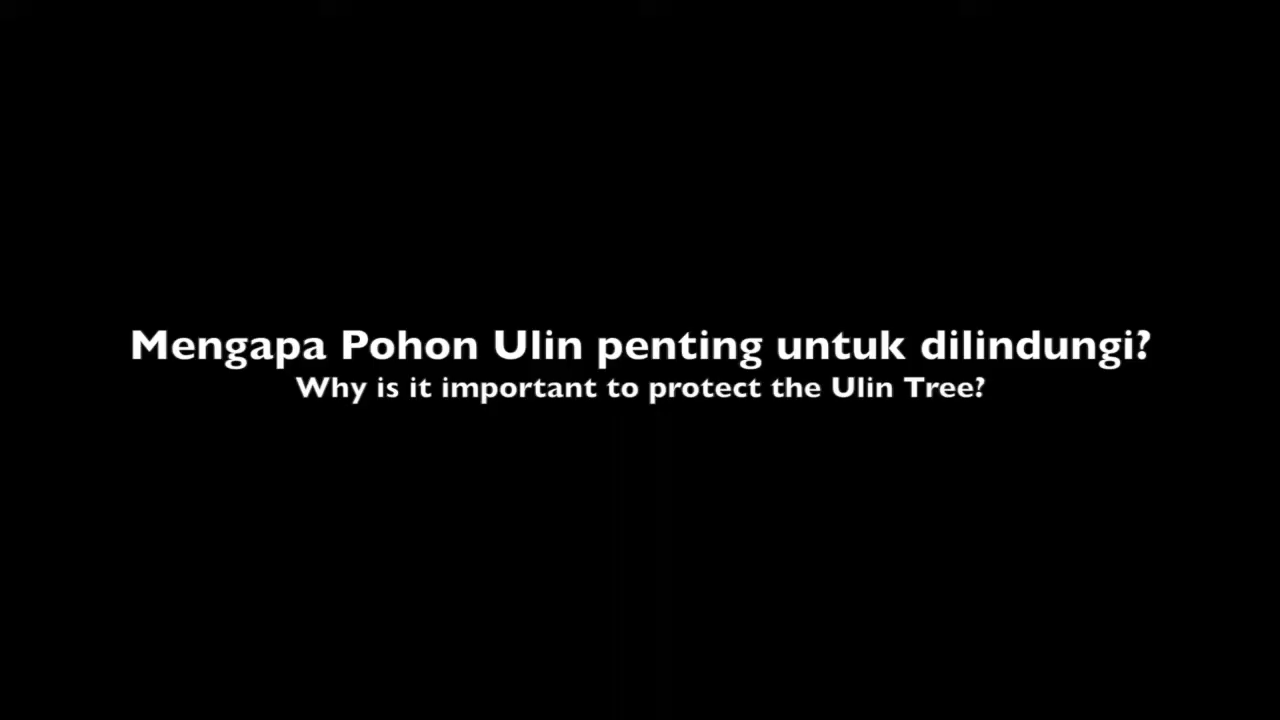 Mengapa Pohon Ulin penting untuk dilindungi?
Why is it important to protect the Ulin Tree?